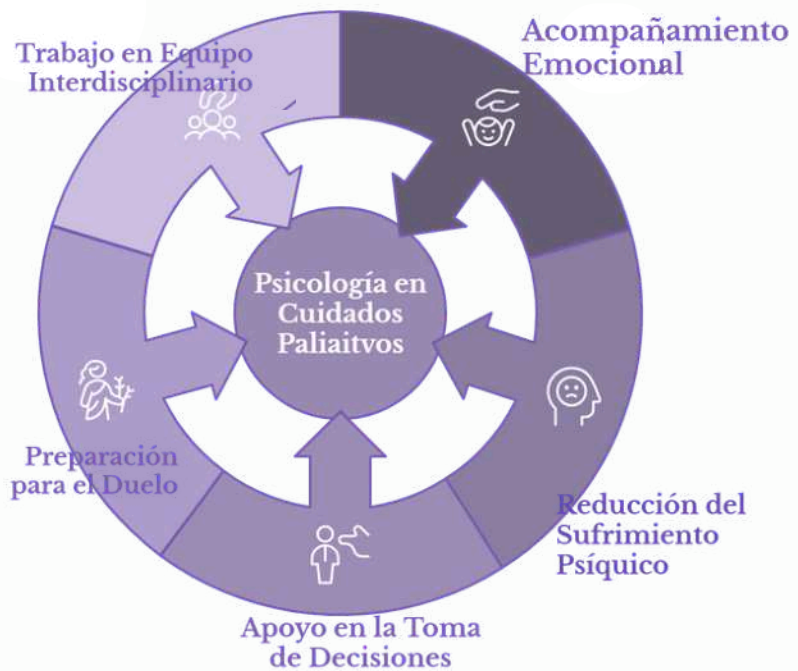 Trabajo en Equipo
Interdisciplinario
Acompañamiento
Emocional
Psicología en
Cuidados
Paliaitvos
Preparación
para el Duelo
Reducción del
Sufrimiento
Psíquico
Apoyo en la Toma
de Decisiones